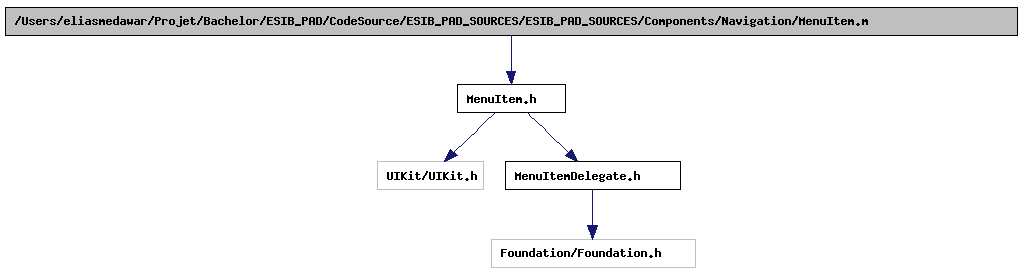 /Users/eliasmedawar/Projet/Bachelor/ESIB_PAD/CodeSource/ESIB_PAD_SOURCES/ESIB_PAD_SOURCES/Components/Navigation/MenuItem.m
MenuItem.h
UIKit/UIKit.h
MenuItemDelegate.h
Foundation/Foundation.h